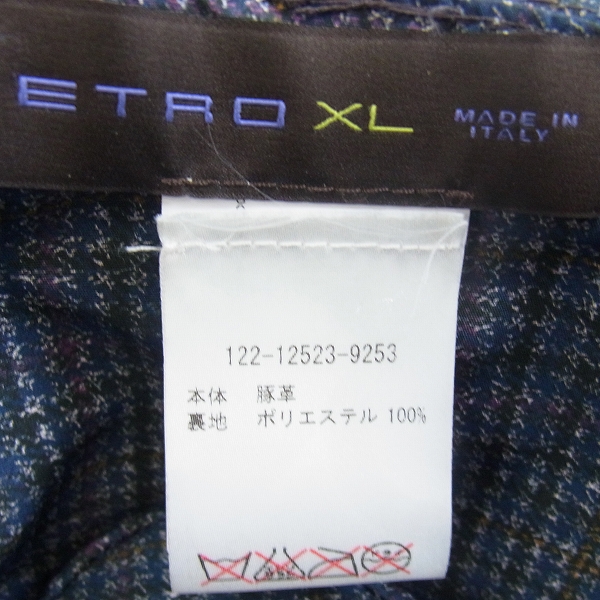 ETRO XL MADE IN
ITALY
122-12523-9253
本体 豚革
裏地 ポリエステル 100%